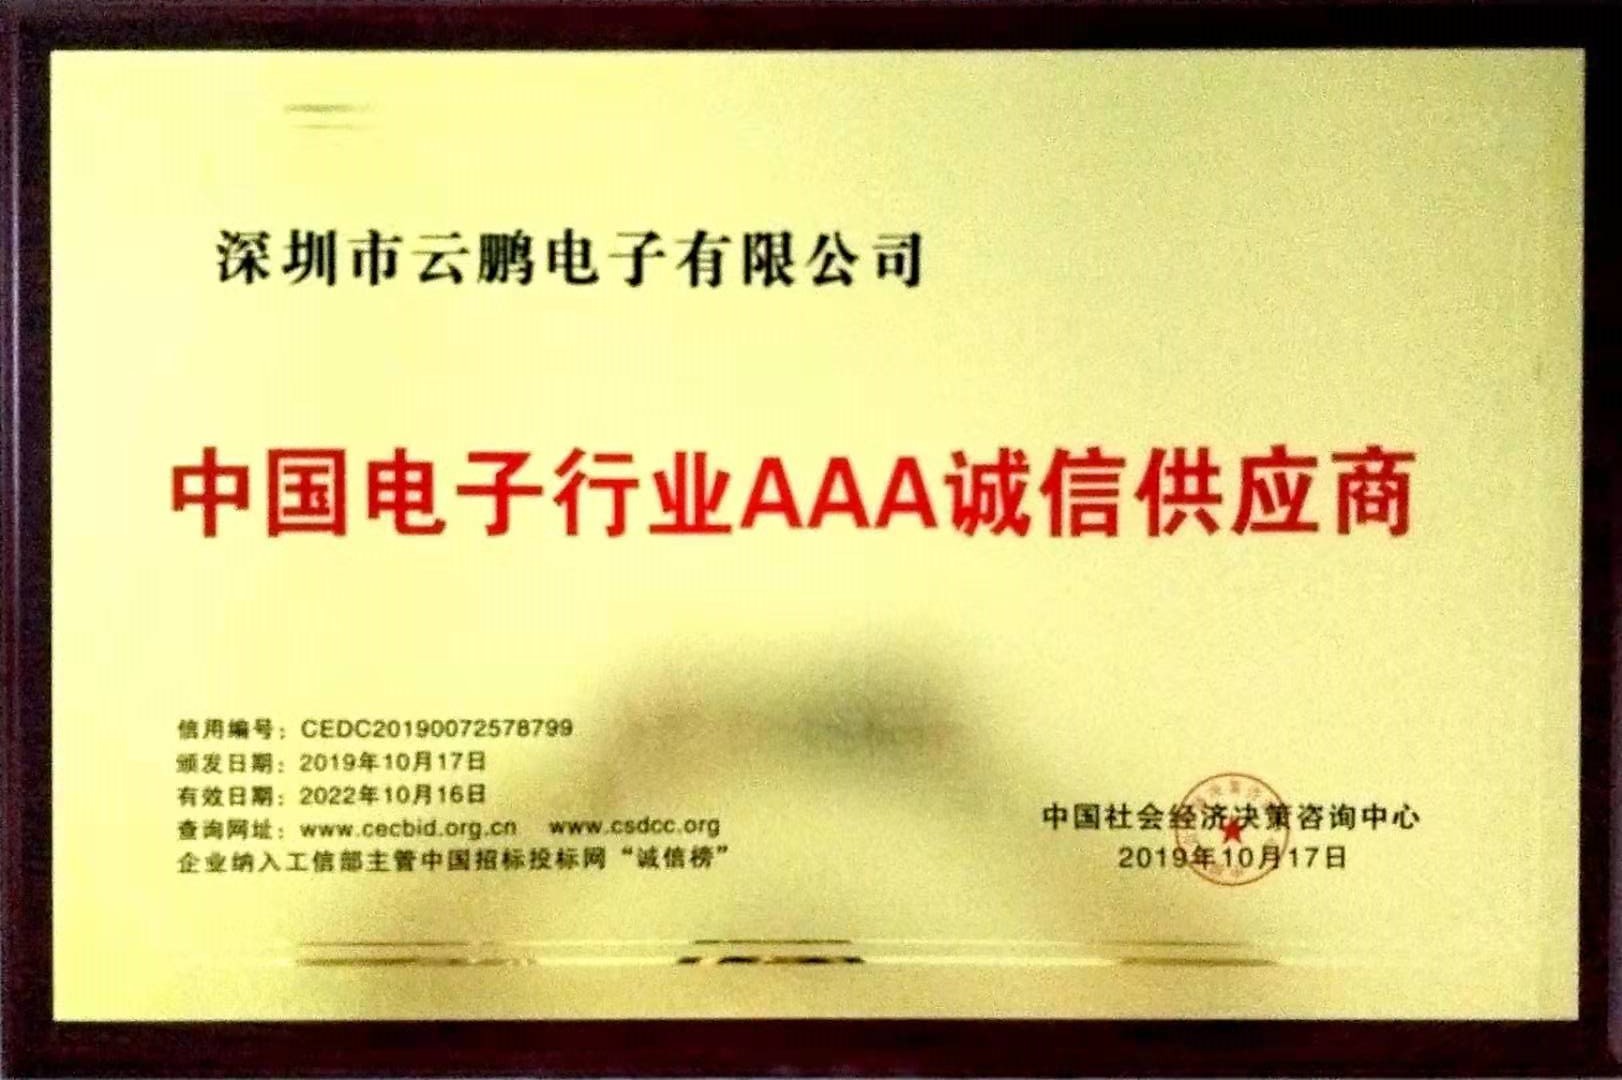 深圳市云鹏电子有限公司
中国电子行业AAA诚信供应商
信用编号：CEDC20190072578799
颁发日期：2019年10月17日
有效日期：2022年10月16日
查询网址：www.cecbid.org.cn www.csdcc.org
企业纳入工信部主管中国招标投标网“诚信榜”
中国社会经济决策咨询中心
2019年10月17日